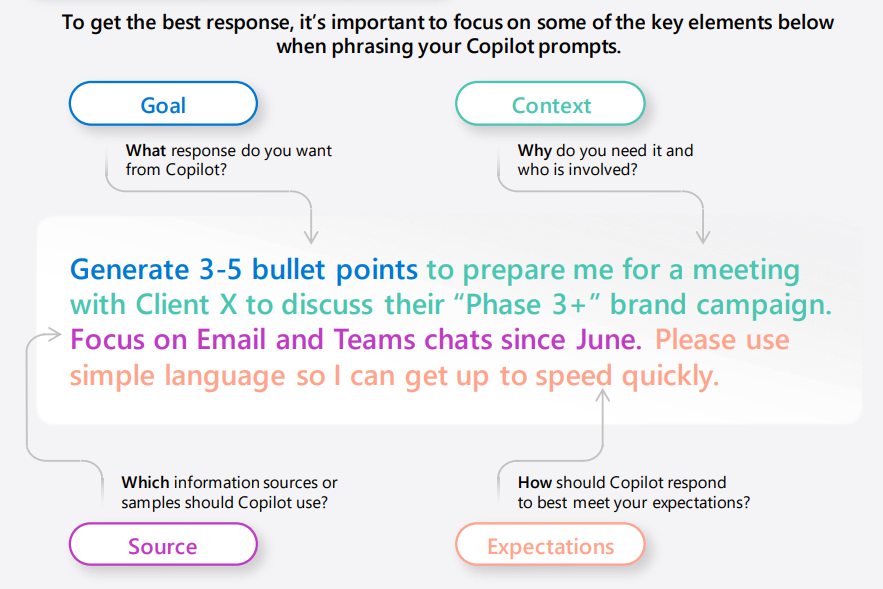 To get the best response, it’s important to focus on some of the key elements below
when phrasing your Copilot prompts.
Goal
Context
What response do you want
from Copilot?
Why do you need it and
who is involved?
Generate 3-5 bullet points to prepare me for a meeting
with Client X to discuss their “Phase 3+” brand campaign.
Focus on Email and Teams chats since June. Please use
simple language so I can get up to speed quickly.
Which information sources or
samples should Copilot use?
How should Copilot respond
to best meet your expectations?
Source
Expectations